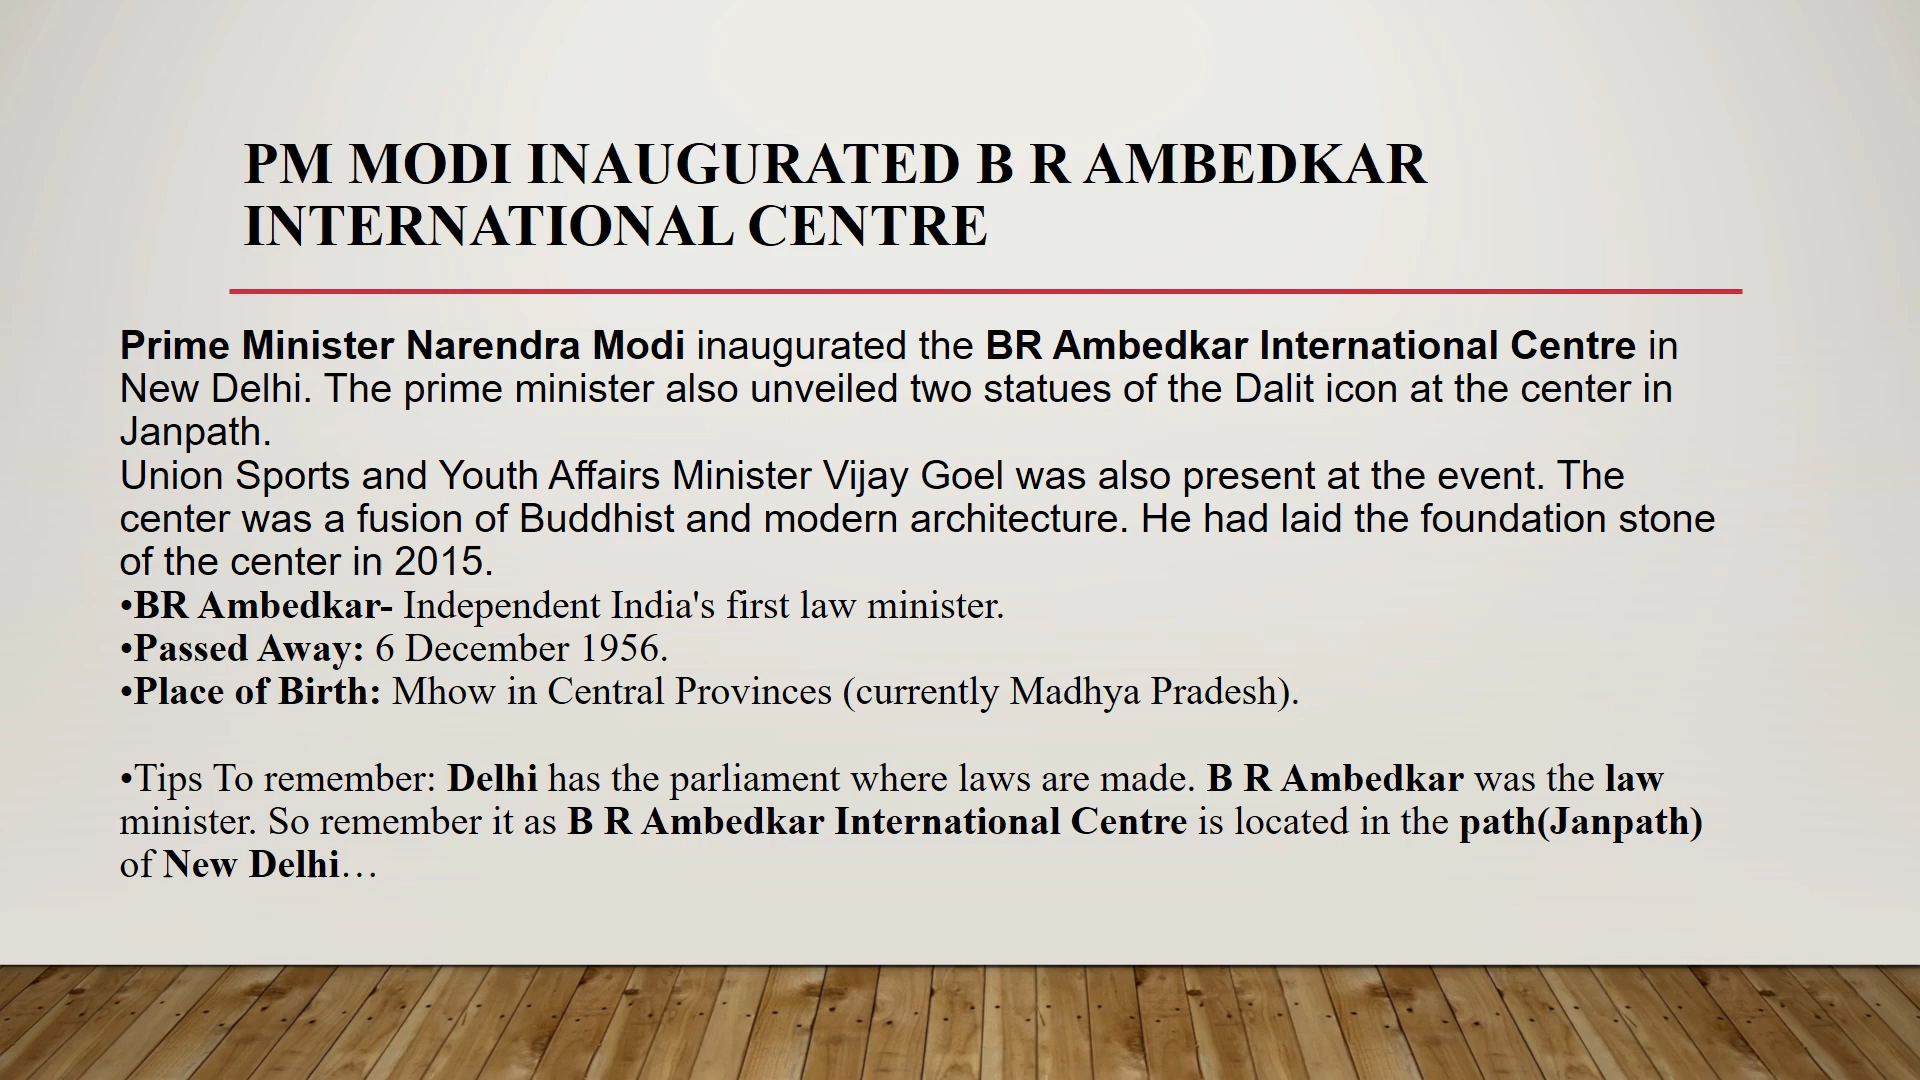 PM MODI INAUGURATED B R AMBEDKAR
INTERNATIONAL CENTRE
Prime Minister Narendra Modi inaugurated the BR Ambedkar International Centre in
New Delhi. The prime minister also unveiled two statues of the Dalit icon at the center in
Janpath.
Union Sports and Youth Affairs Minister Vijay Goel was also present at the event. The
center was a fusion of Buddhist and modern architecture. He had laid the foundation stone
of the center in 2015.
•BR Ambedkar- Independent India's first law minister.
•Passed Away: 6 December 1956.
•Place of Birth: Mhow in Central Provinces (currently Madhya Pradesh).
•Tips To remember: Delhi has the parliament where laws are made. B R Ambedkar was the law
minister. So remember it as B R Ambedkar International Centre is located in the path(Janpath)
of New Delhi…